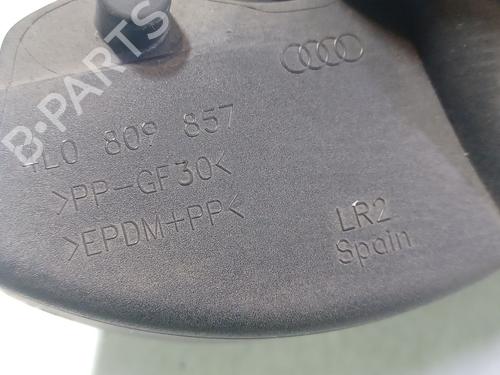 B-PARTS
4L0 809 857
>PP-GF30<
>EPDM+PP<
LR2
Spain